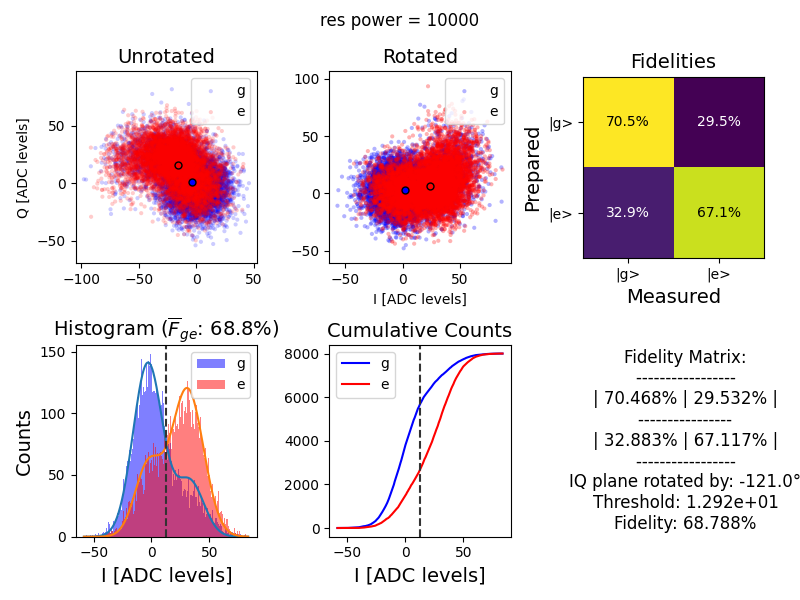 res power = 10000
Unrotated
Q [ADC levels]
50
0
−50
−100
−50
0
50
g
e
Rotated
100
50
0
−50
−50
0
50
I [ADC levels]
g
e
Fidelities
Prepared
|g>
|e>
70.5%
29.5%
32.9%
67.1%
|g>
|e>
Measured
Histogram (F̅ge: 68.8%)
Counts
150
100
50
0
−50
0
50
I [ADC levels]
g
e
Cumulative Counts
8000
6000
4000
2000
0
−50
0
50
I [ADC levels]
g
e
Fidelity Matrix:
-----------------
| 70.468% | 29.532% |
----------------
| 32.883% | 67.117% |
-----------------
IQ plane rotated by: -121.0°
Threshold: 1.292e+01
Fidelity: 68.788%